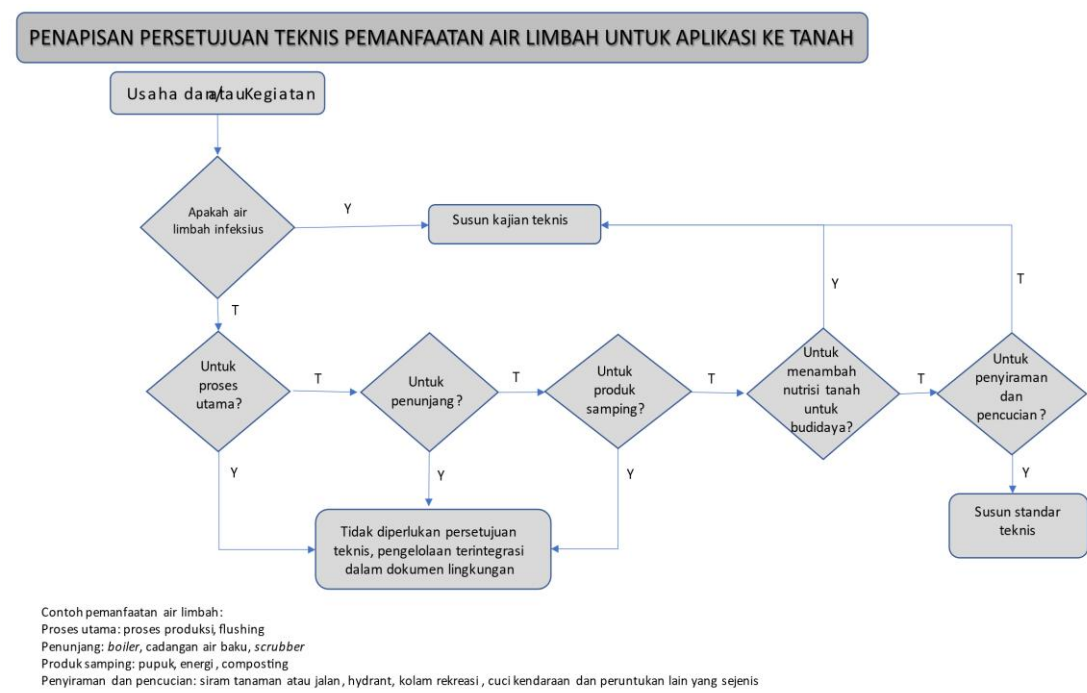 PENAPISAN PERSETUJUAN TEKNIS PEMANFAATAN AIR LIMBAH UNTUK APLIKASI KE TANAH
Usaha dan/atau Kegiatan
Apakah air
limbah infeksius
Y
Susun kajian teknis
T
Y
T
Untuk
proses
utama?
T
Untuk
penunjang?
T
Untuk
produk
samping?
T
Untuk
menambah
nutrisi tanah
untuk
budidaya?
T
Untuk
penyiraman
dan
pencucian ?
Y
Y
Y
Y
Tidak diperlukan persetujuan
teknis, pengelolaan terintegrasi
dalam dokumen lingkungan
Susun standar
teknis
Contoh pemanfaatan air limbah:
Proses utama: proses produksi, flushing
Penunjang: boiler, cadangan air baku, scrubber
Produk samping: pupuk, energi , composting
Penyiraman dan pencucian: siram tanaman atau jalan, hydrant, kolam rekreasi , cuci kendaraan dan peruntukan lain yang sejenis